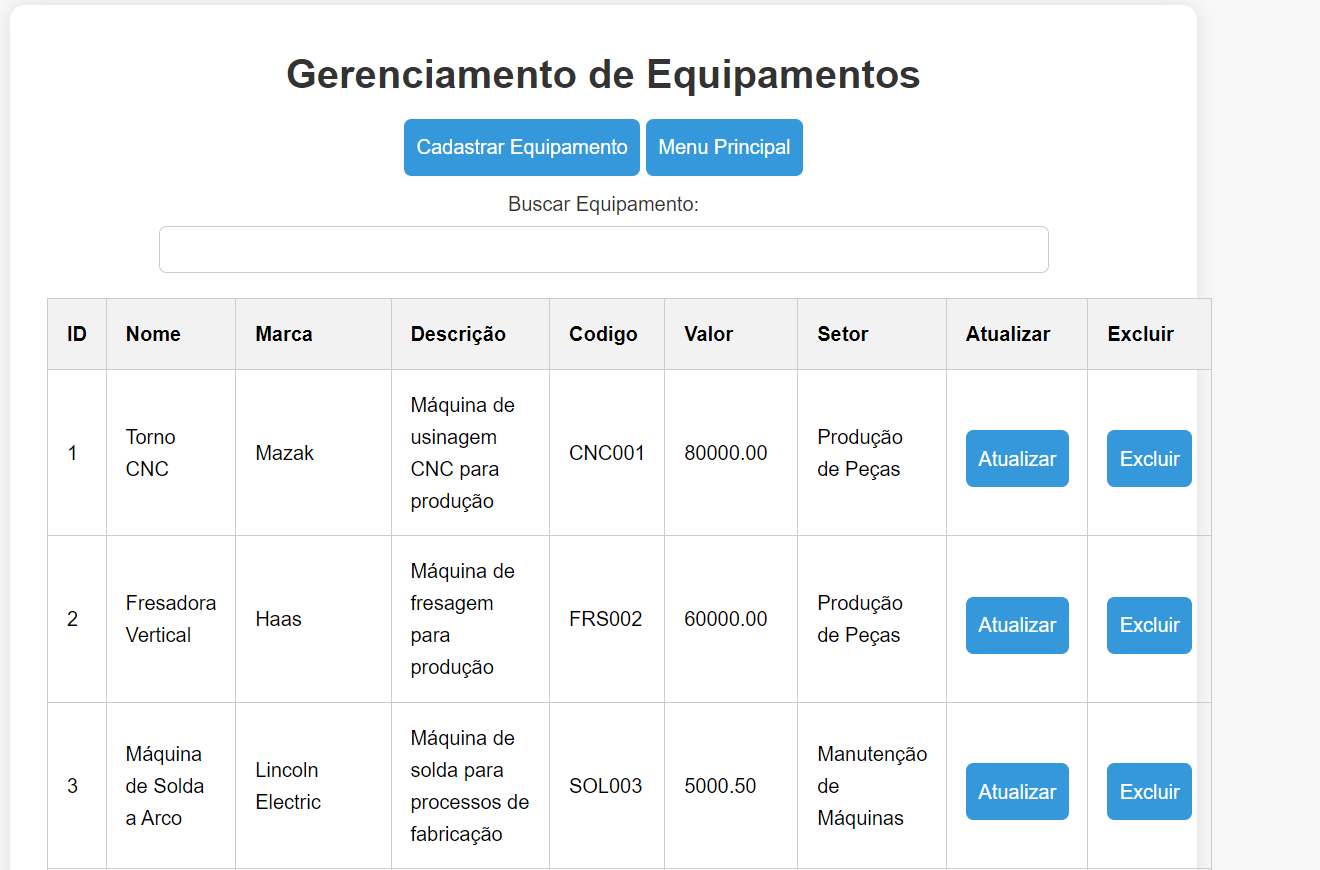 Gerenciamento de Equipamentos
Cadastrar Equipamento Menu Principal
Buscar Equipamento:
ID Nome Marca Descrição Codigo Valor Setor Atualizar Excluir
1 Torno CNC Mazak Máquina de usinagem CNC para produção CNC001 80000.00 Produção de Peças Atualizar Excluir
2 Fresadora Vertical Haas Máquina de fresagem para produção FRS002 60000.00 Produção de Peças Atualizar Excluir
3 Máquina de Solda a Arco Lincoln Electric Máquina de solda para processos de fabricação SOL003 5000.50 Manutenção de Máquinas Atualizar Excluir